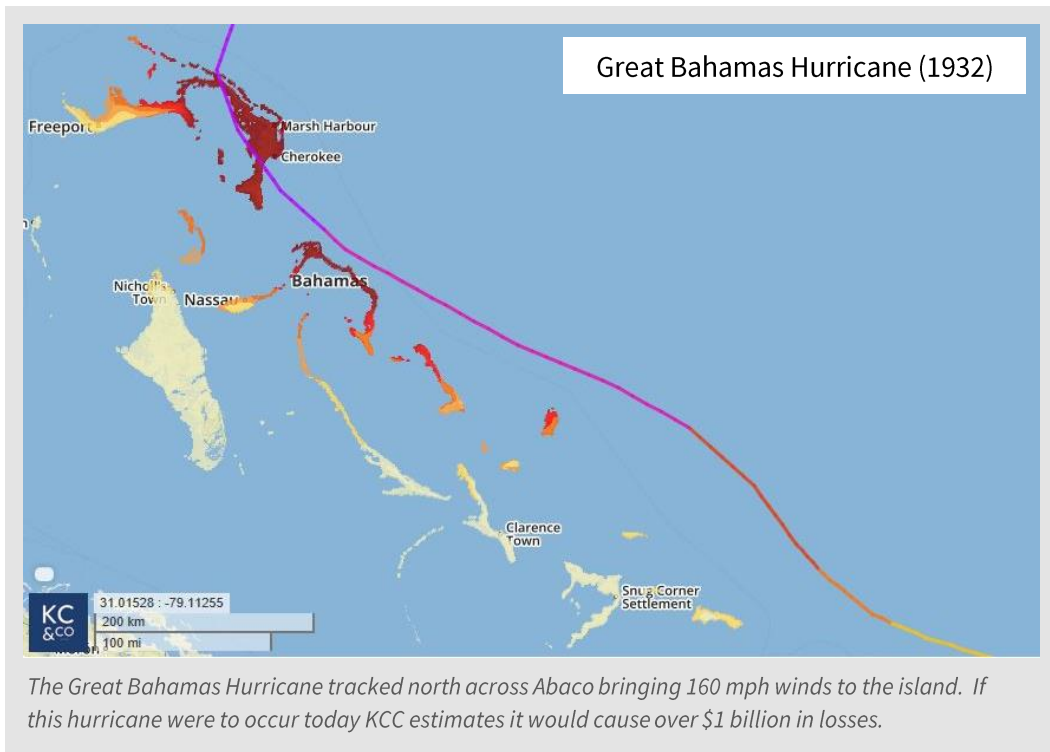 Great Bahamas Hurricane (1932)
Freeport
Marsh Harbour
Cherokee
Bahamas
Nicholl's
Town
Nassau
Clarence
Town
Snug Corner
Settlement
31.01528 : -79.11255
KC
&CO
200 km
100 mi
The Great Bahamas Hurricane tracked north across Abaco bringing 160 mph winds to the island.  If
this hurricane were to occur today KCC estimates it would cause over $1 billion in losses.